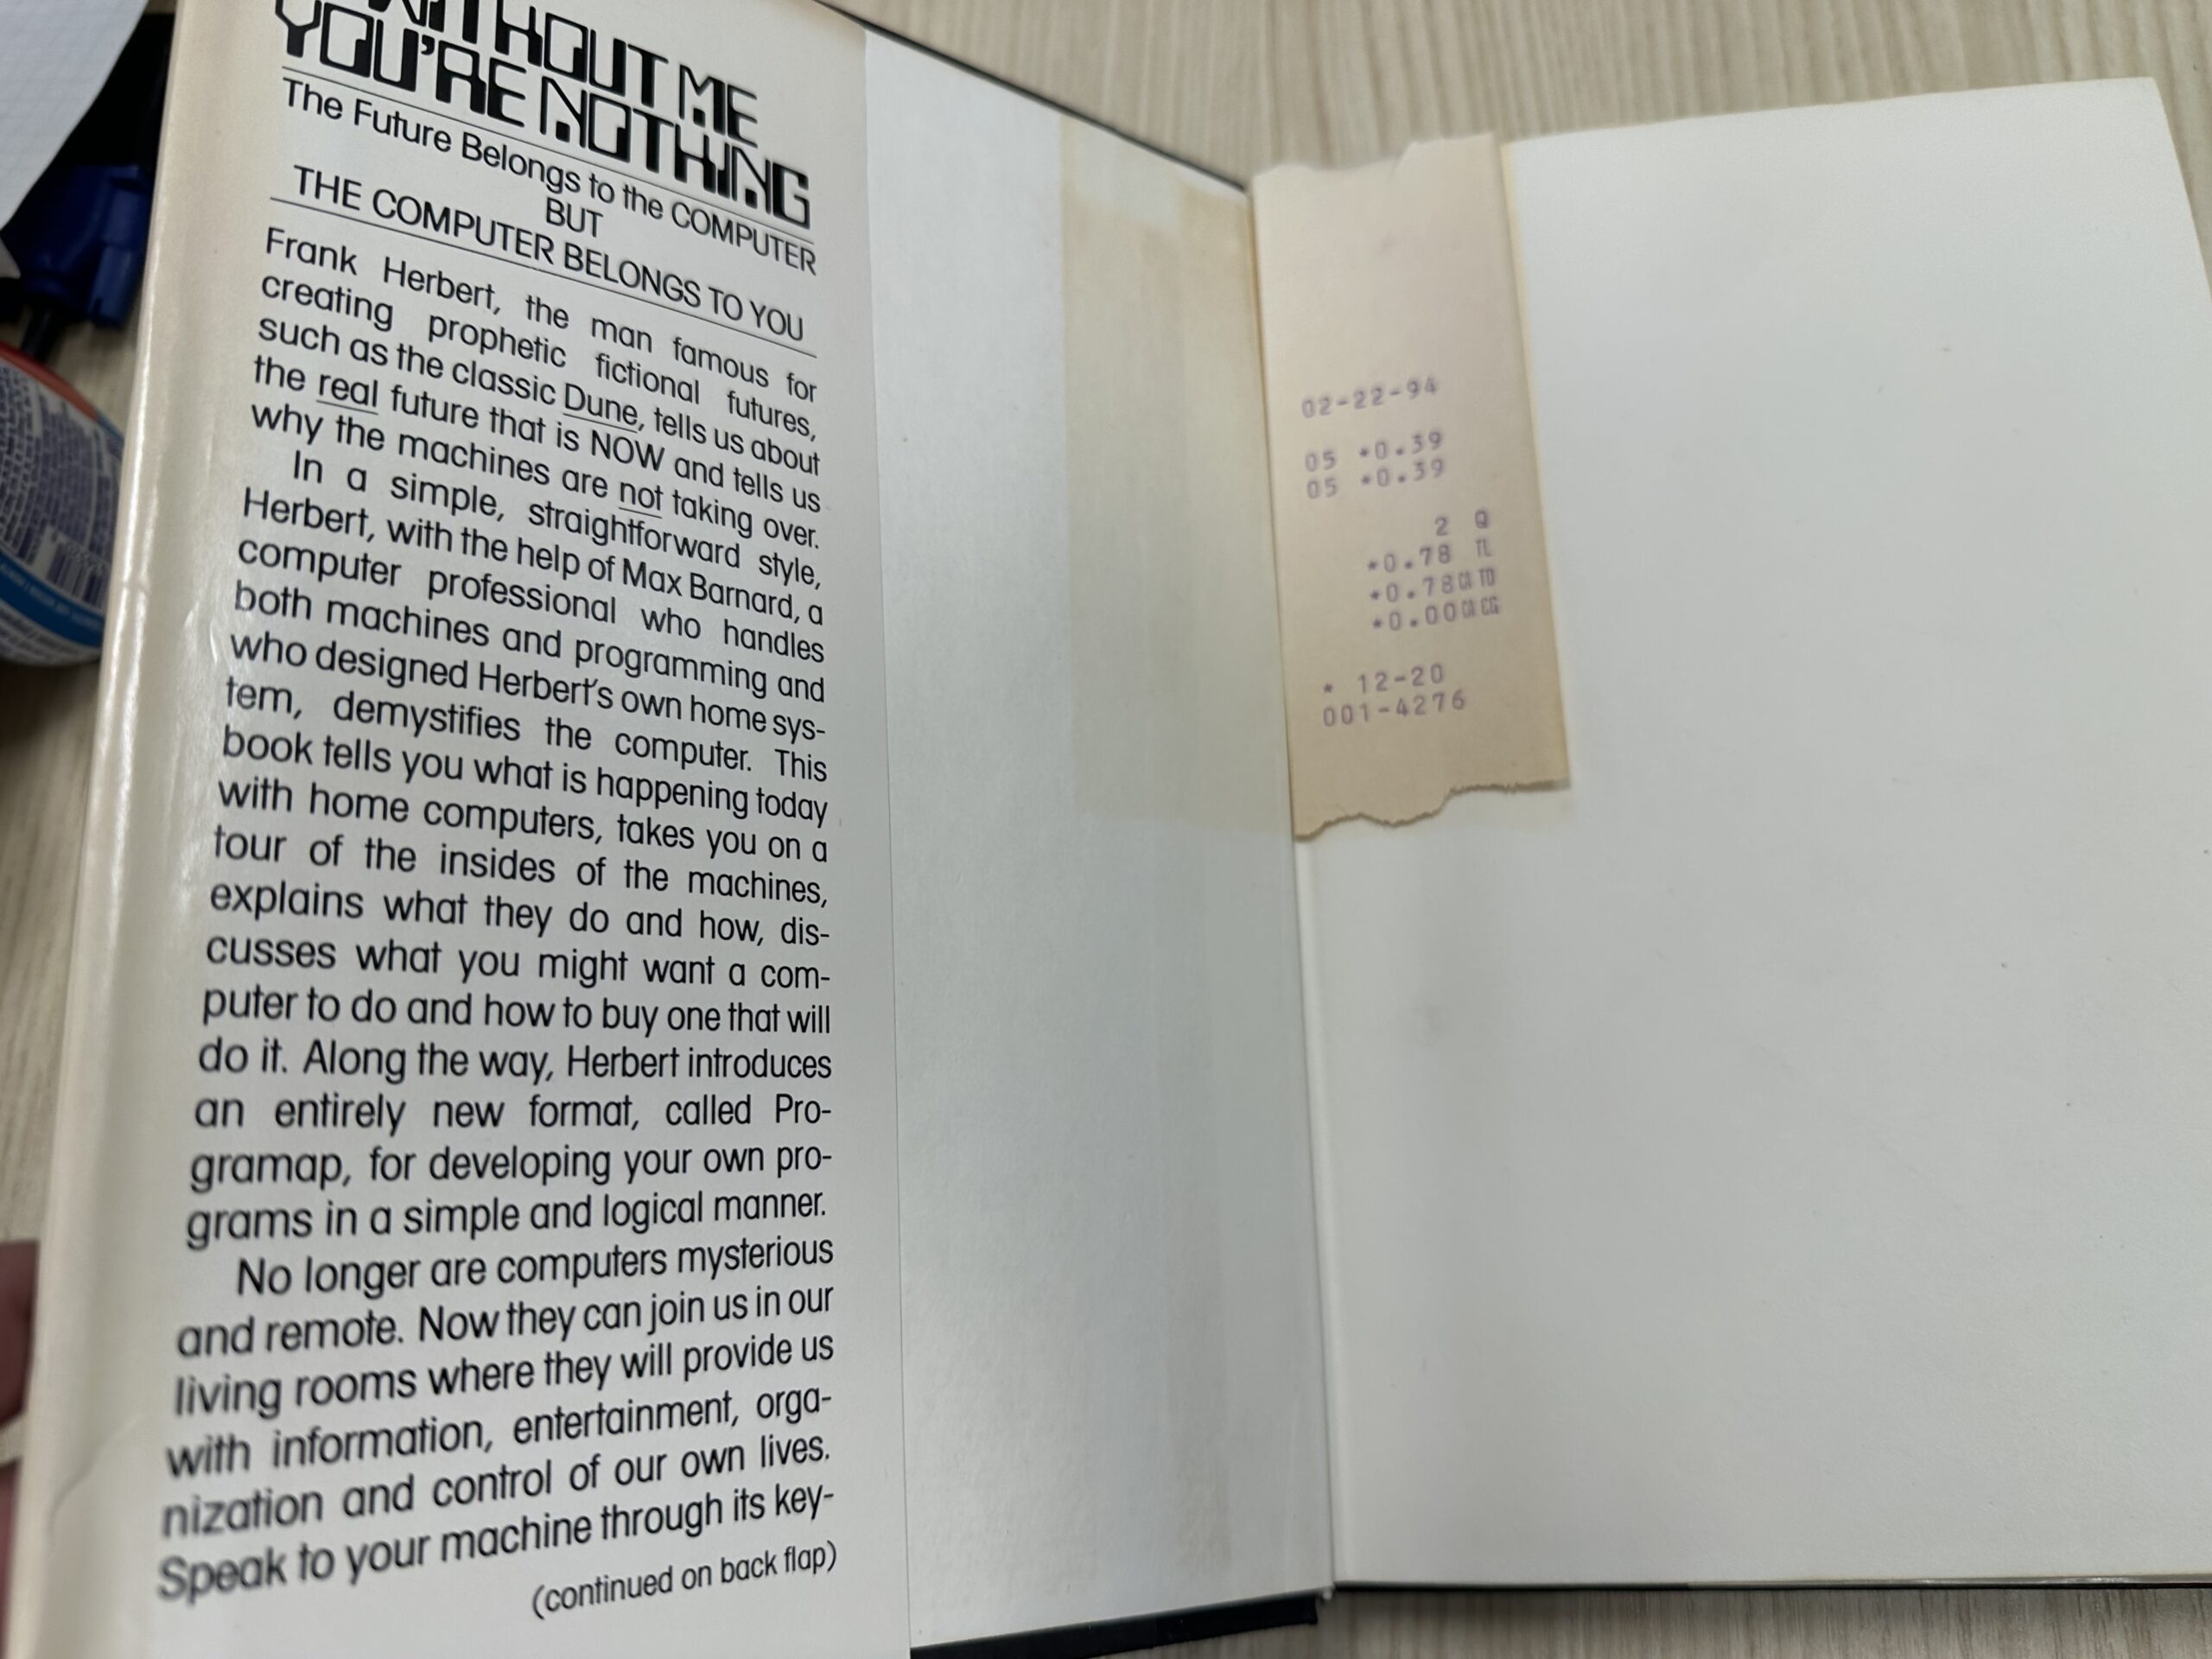 WITHOUT ME
YOU'RE NOTHING
The Future Belongs to the COMPUTER
BUT
THE COMPUTER BELONGS TO YOU
Frank Herbert, the man famous for
creating prophetic fictional futures,
such as the classic Dune, tells us about
the real future that is NOW and tells us
why the machines are not taking over.
In a simple, straightforward style,
Herbert, with the help of Max Barnard, a
computer professional who handles
both machines and programming and
who designed Herbert's own home sys-
tem, demystifies the computer. This
book tells you what is happening today
with home computers, takes you on a
tour of the insides of the machines,
explains what they do and how, dis-
cusses what you might want a com-
puter to do and how to buy one that will
do it. Along the way, Herbert introduces
an entirely new format, called Pro-
gramap, for developing your own pro-
grams in a simple and logical manner.
No longer are computers mysterious
and remote. Now they can join us in our
living rooms where they will provide us
with information, entertainment, orga-
nization and control of our own lives.
Speak to your machine through its key-
(continued on back flap)
02-22-94
05 *0.39
05 *0.39
2 Q
*0.78 TL
*0.78 CA TD
*0.00 CA CG
* 12-20
001-4276